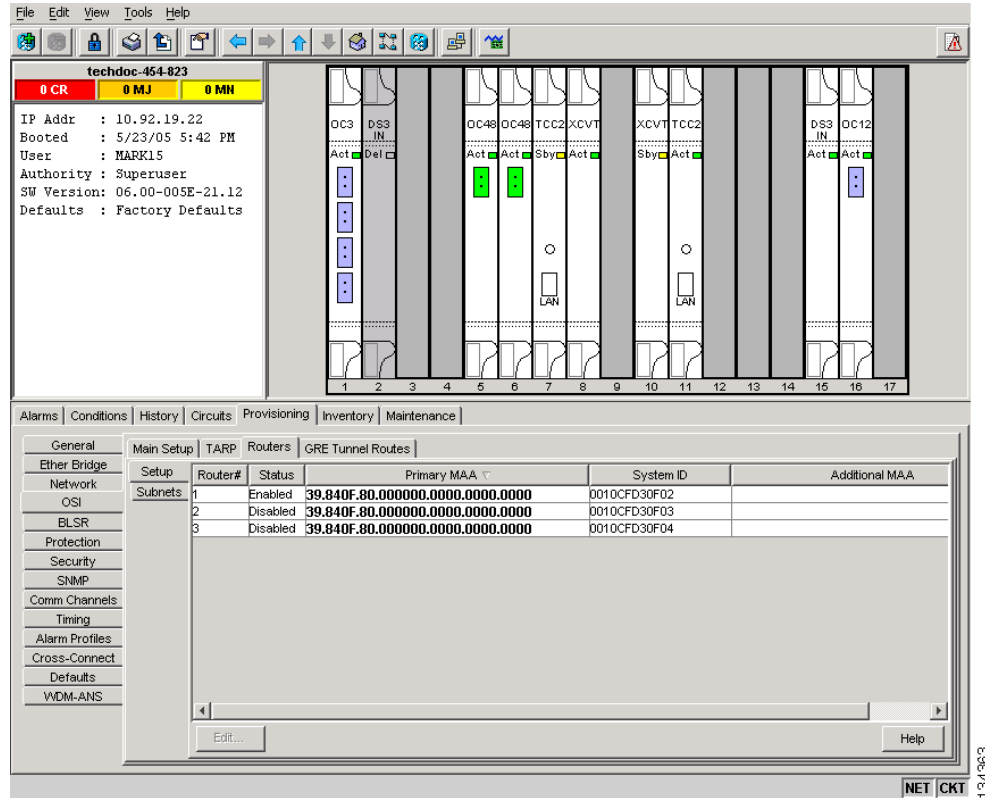 File Edit View Tools Help
techdoc-454-823
0 CR 0 MJ 0 MN
IP Addr : 10.92.19.22
Booted : 5/23/05 5:42 PM
User : MARK15
Authority : Superuser
SW Version: 06.00-005E-21.12
Defaults : Factory Defaults
OC3 DS3 IN OC48 OC48 TCC2 XCVT XCVT TCC2 DS3 IN OC12
Act Del Act Act Sby Act Sby Act Act Act
LAN LAN
1 2 3 4 5 6 7 8 9 10 11 12 13 14 15 16 17
Alarms Conditions History Circuits Provisioning Inventory Maintenance
General
Ether Bridge
Network
OSI
BLSR
Protection
Security
SNMP
Comm Channels
Timing
Alarm Profiles
Cross-Connect
Defaults
WDM-ANS
Main Setup TARP Routers GRE Tunnel Routes
Setup
Subnets
Router# Status Primary MAA System ID Additional MAA
1 Enabled 39.840F.80.000000.0000.0000.0000 0010CFD30F02
2 Disabled 39.840F.80.000000.0000.0000.0000 0010CFD30F03
3 Disabled 39.840F.80.000000.0000.0000.0000 0010CFD30F04
Edit... Help
NET CKT
134363